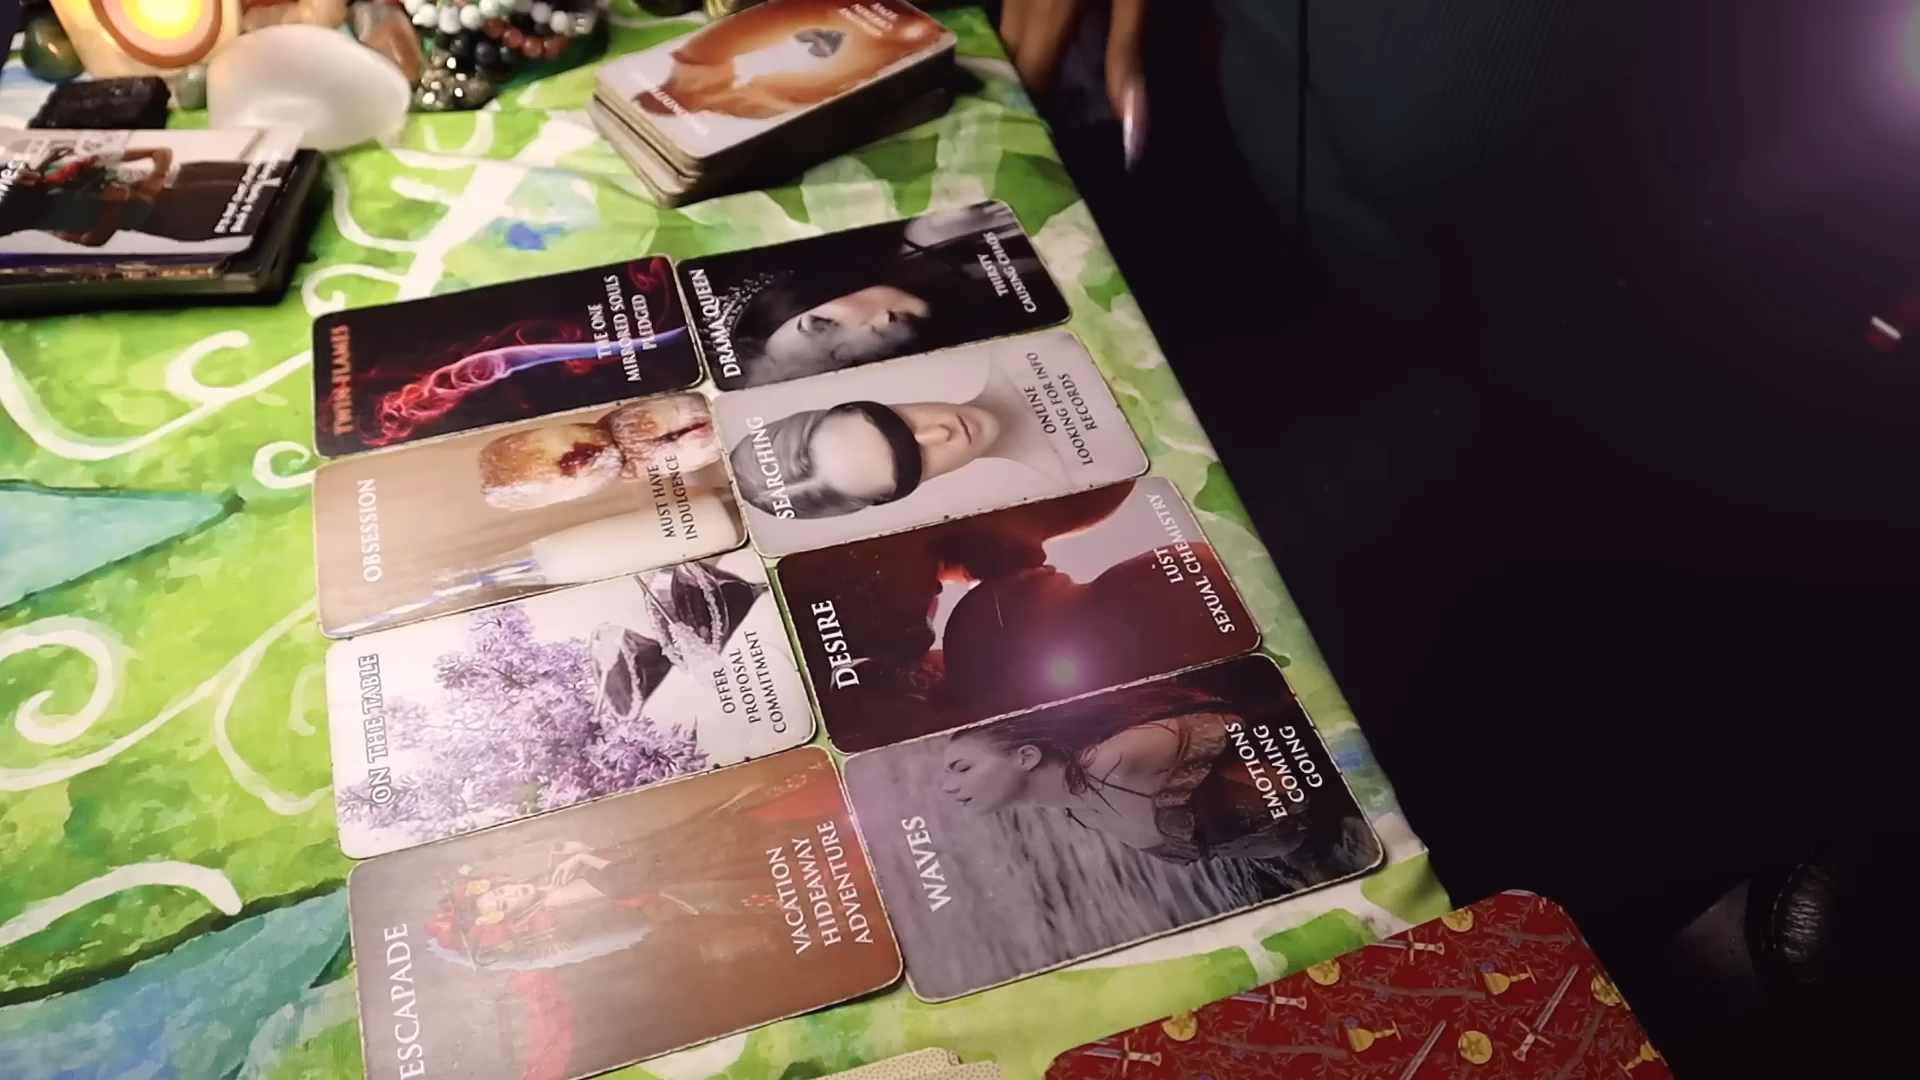 TWIN-FLAMES
THE ONE
MIRRORED SOULS
PLEDGED
DRAMA QUEEN
THIRSTY
CAUSING CHAOS
OBSESSION
MUST HAVE
INDULGENCE
SEARCHING
ONLINE
LOOKING FOR INFO
RECORDS
ON THE TABLE
OFFER
PROPOSAL
COMMITMENT
DESIRE
LUST
SEXUAL CHEMISTRY
ESCAPADE
VACATION
HIDEAWAY
ADVENTURE
WAVES
EMOTIONS
COMING
GOING